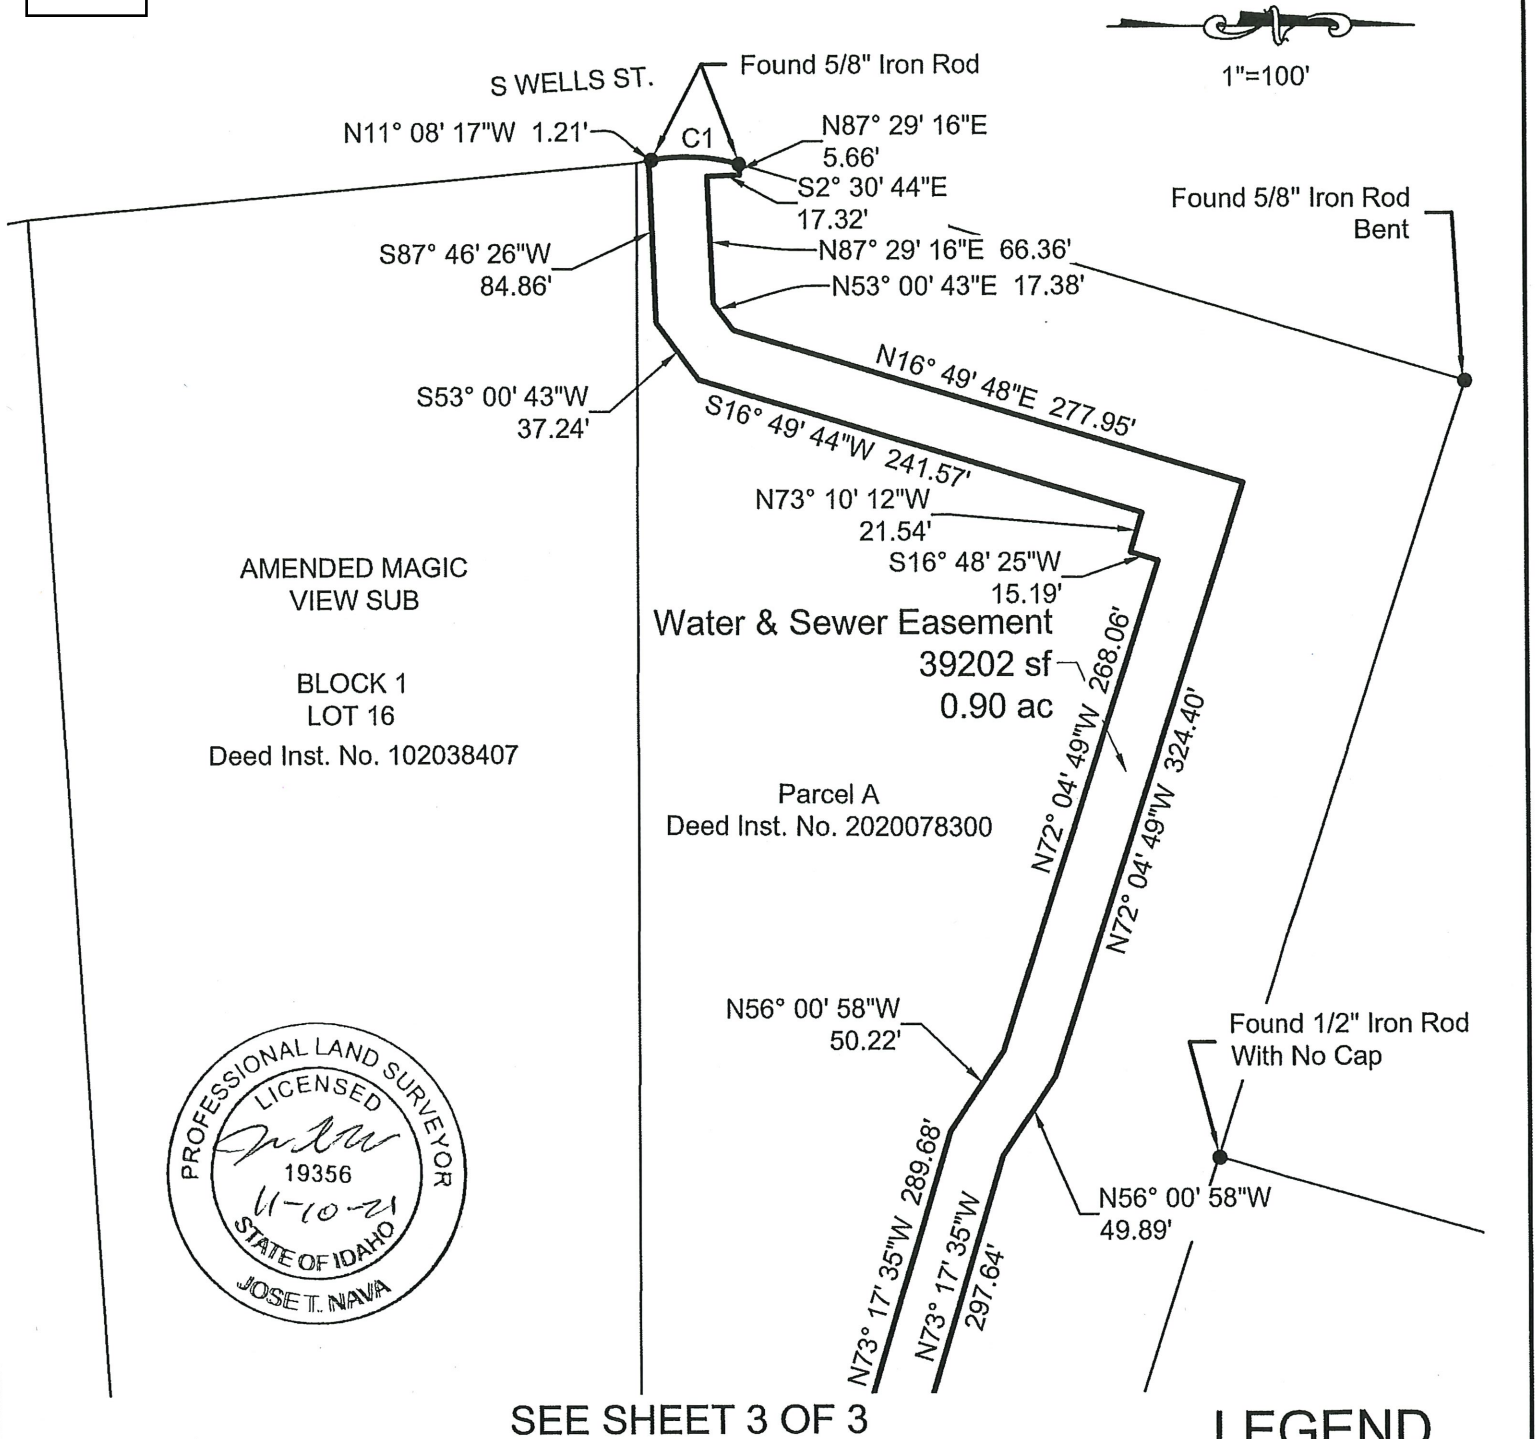 1"=100'
S WELLS ST.
Found 5/8" Iron Rod
N11° 08' 17"W 1.21'
C1
N87° 29' 16"E
5.66'
S2° 30' 44"E
17.32'
Found 5/8" Iron Rod
Bent
S87° 46' 26"W
84.86'
N87° 29' 16"E 66.36'
N53° 00' 43"E 17.38'
N16° 49' 48"E 277.95'
S53° 00' 43"W
37.24'
S16° 49' 44"W 241.57'
N73° 10' 12"W
21.54'
S16° 48' 25"W
15.19'
AMENDED MAGIC
VIEW SUB
BLOCK 1
LOT 16
Deed Inst. No. 102038407
Water & Sewer Easement
39202 sf
0.90 ac
N72° 04' 49"W 268.06'
N72° 04' 49"W 324.40'
Parcel A
Deed Inst. No. 2020078300
N56° 00' 58"W
50.22'
Found 1/2" Iron Rod
With No Cap
PROFESSIONAL LAND SURVEYOR
LICENSED
19356
11-10-21
STATE OF IDAHO
JOSE T. NAVA
N56° 00' 58"W
49.89'
N73° 17' 35"W 289.68'
N73° 17' 35"W
297.64'
SEE SHEET 3 OF 3
LEGEND